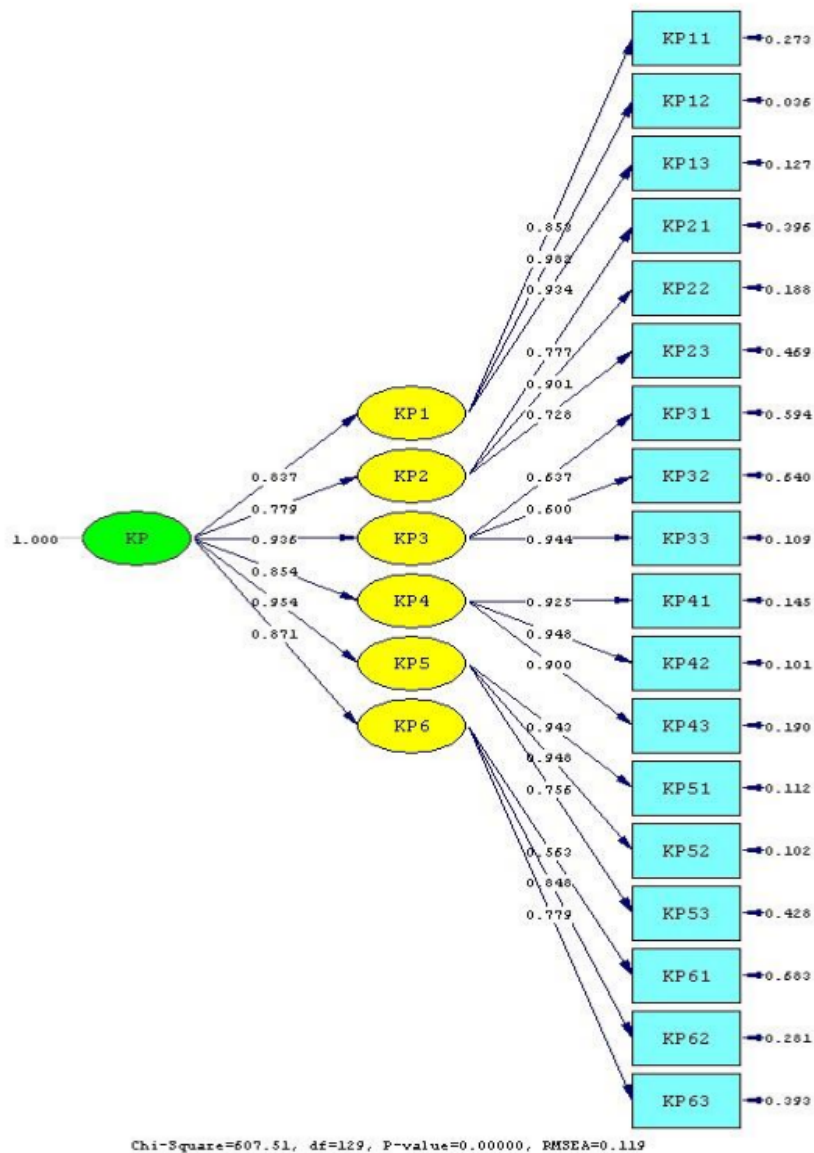 KP11 0.273
KP12 0.036
KP13 0.127
KP21 0.396
0.853
0.982
KP22 0.188
0.934
KP23 0.469
0.777
0.901
KP1
0.728
KP31 0.594
KP2
0.837
0.637
KP32 0.640
0.779
0.600
1.000
KP
0.936
KP3
0.944
KP33 0.109
0.854
KP4
0.925
KP41 0.145
0.954
0.948
0.871
KP5
0.900
KP42 0.101
KP6
0.943
KP43 0.190
0.948
0.756
KP51 0.112
0.563
KP52 0.102
0.848
0.779
KP53 0.428
KP61 0.683
KP62 0.281
KP63 0.393
Chi-Square=607.51, df=129, P-value=0.00000, RMSEA=0.119